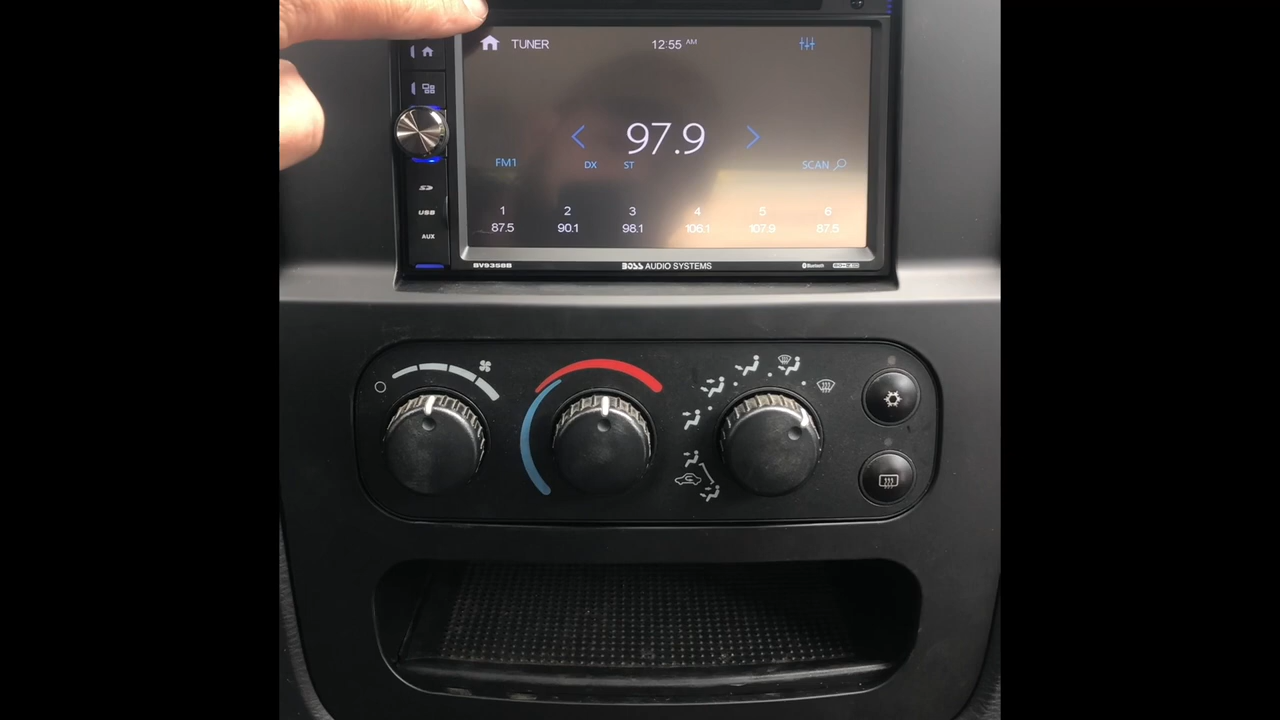 TUNER 12:55 AM
97.9
FM1 DX ST SCAN
1 2 3 4 5 6
87.5 90.1 98.1 106.1 107.9 87.5
SD
USB
AUX
BV9358B BOSS AUDIO SYSTEMS Bluetooth